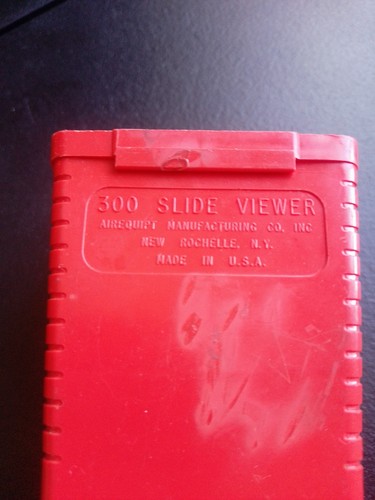 300 SLIDE VIEWER
AIREQUIPT MANUFACTURING CO, INC
NEW ROCHELLE, N.Y.
MADE IN U.S.A.